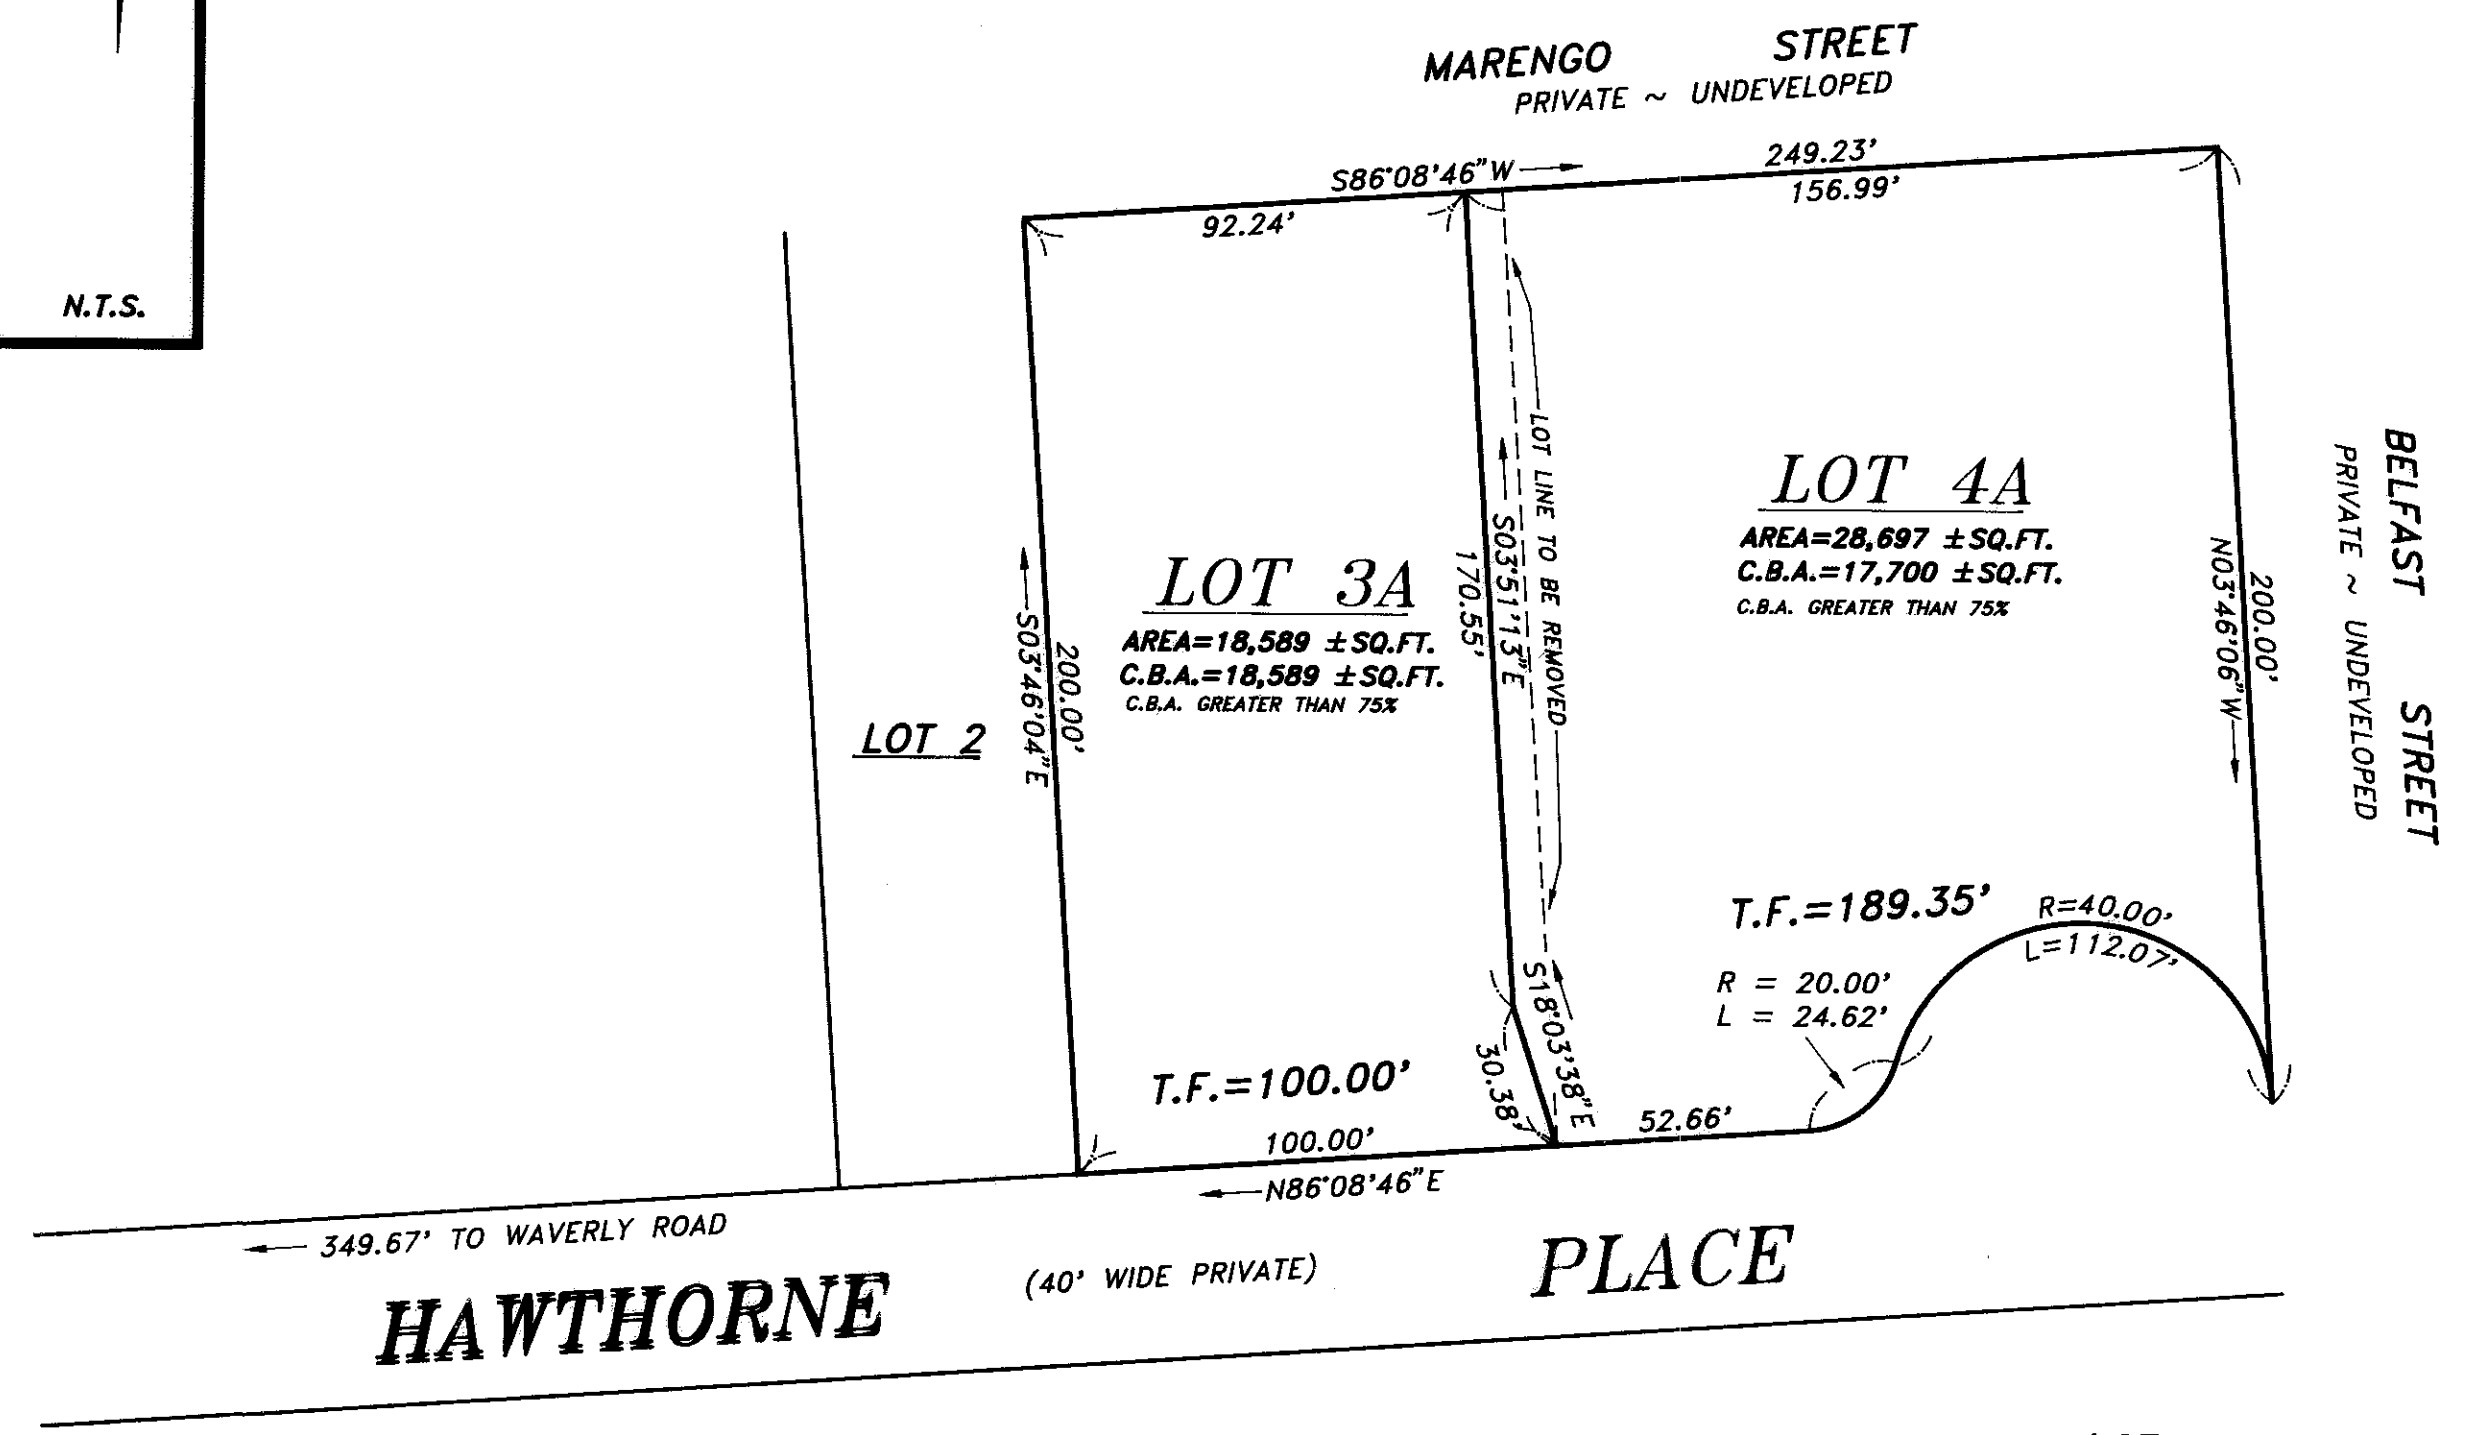 N.T.S.
MARENGO STREET
PRIVATE ~ UNDEVELOPED
S86°08'46"W
249.23'
92.24'
156.99'
LOT LINE TO BE REMOVED
S03°51'13"E
170.55'
LOT 3A
AREA=18,589 ±SQ.FT.
C.B.A.=18,589 ±SQ.FT.
C.B.A. GREATER THAN 75%
LOT 4A
AREA=28,697 ±SQ.FT.
C.B.A.=17,700 ±SQ.FT.
C.B.A. GREATER THAN 75%
BELFAST STREET
PRIVATE ~ UNDEVELOPED
200.00'
N03°46'06"W
LOT 2
200.00'
S03°46'04"E
T.F.=189.35'
R=40.00'
L=112.07'
R = 20.00'
L = 24.62'
S18°03'38"E
30.38'
T.F.=100.00'
100.00'
52.66'
N86°08'46"E
349.67' TO WAVERLY ROAD
HAWTHORNE PLACE
(40' WIDE PRIVATE)